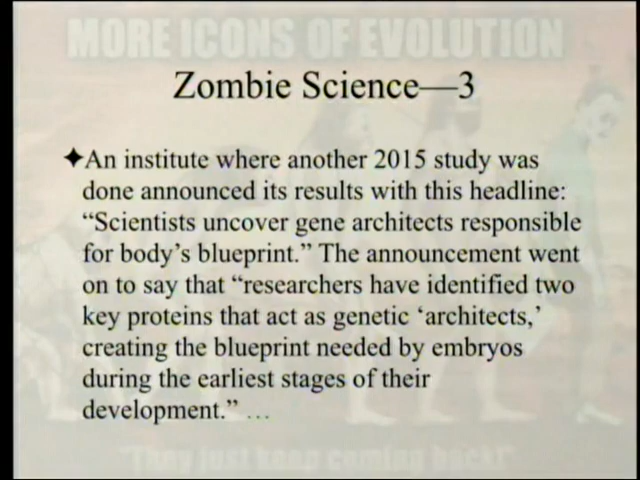 MORE ICONS OF EVOLUTION
Zombie Science—3
✦An institute where another 2015 study was
done announced its results with this headline:
“Scientists uncover gene architects responsible
for body’s blueprint.” The announcement went
on to say that “researchers have identified two
key proteins that act as genetic ‘architects,’
creating the blueprint needed by embryos
during the earliest stages of their
development.” …
"They just keep coming back!"